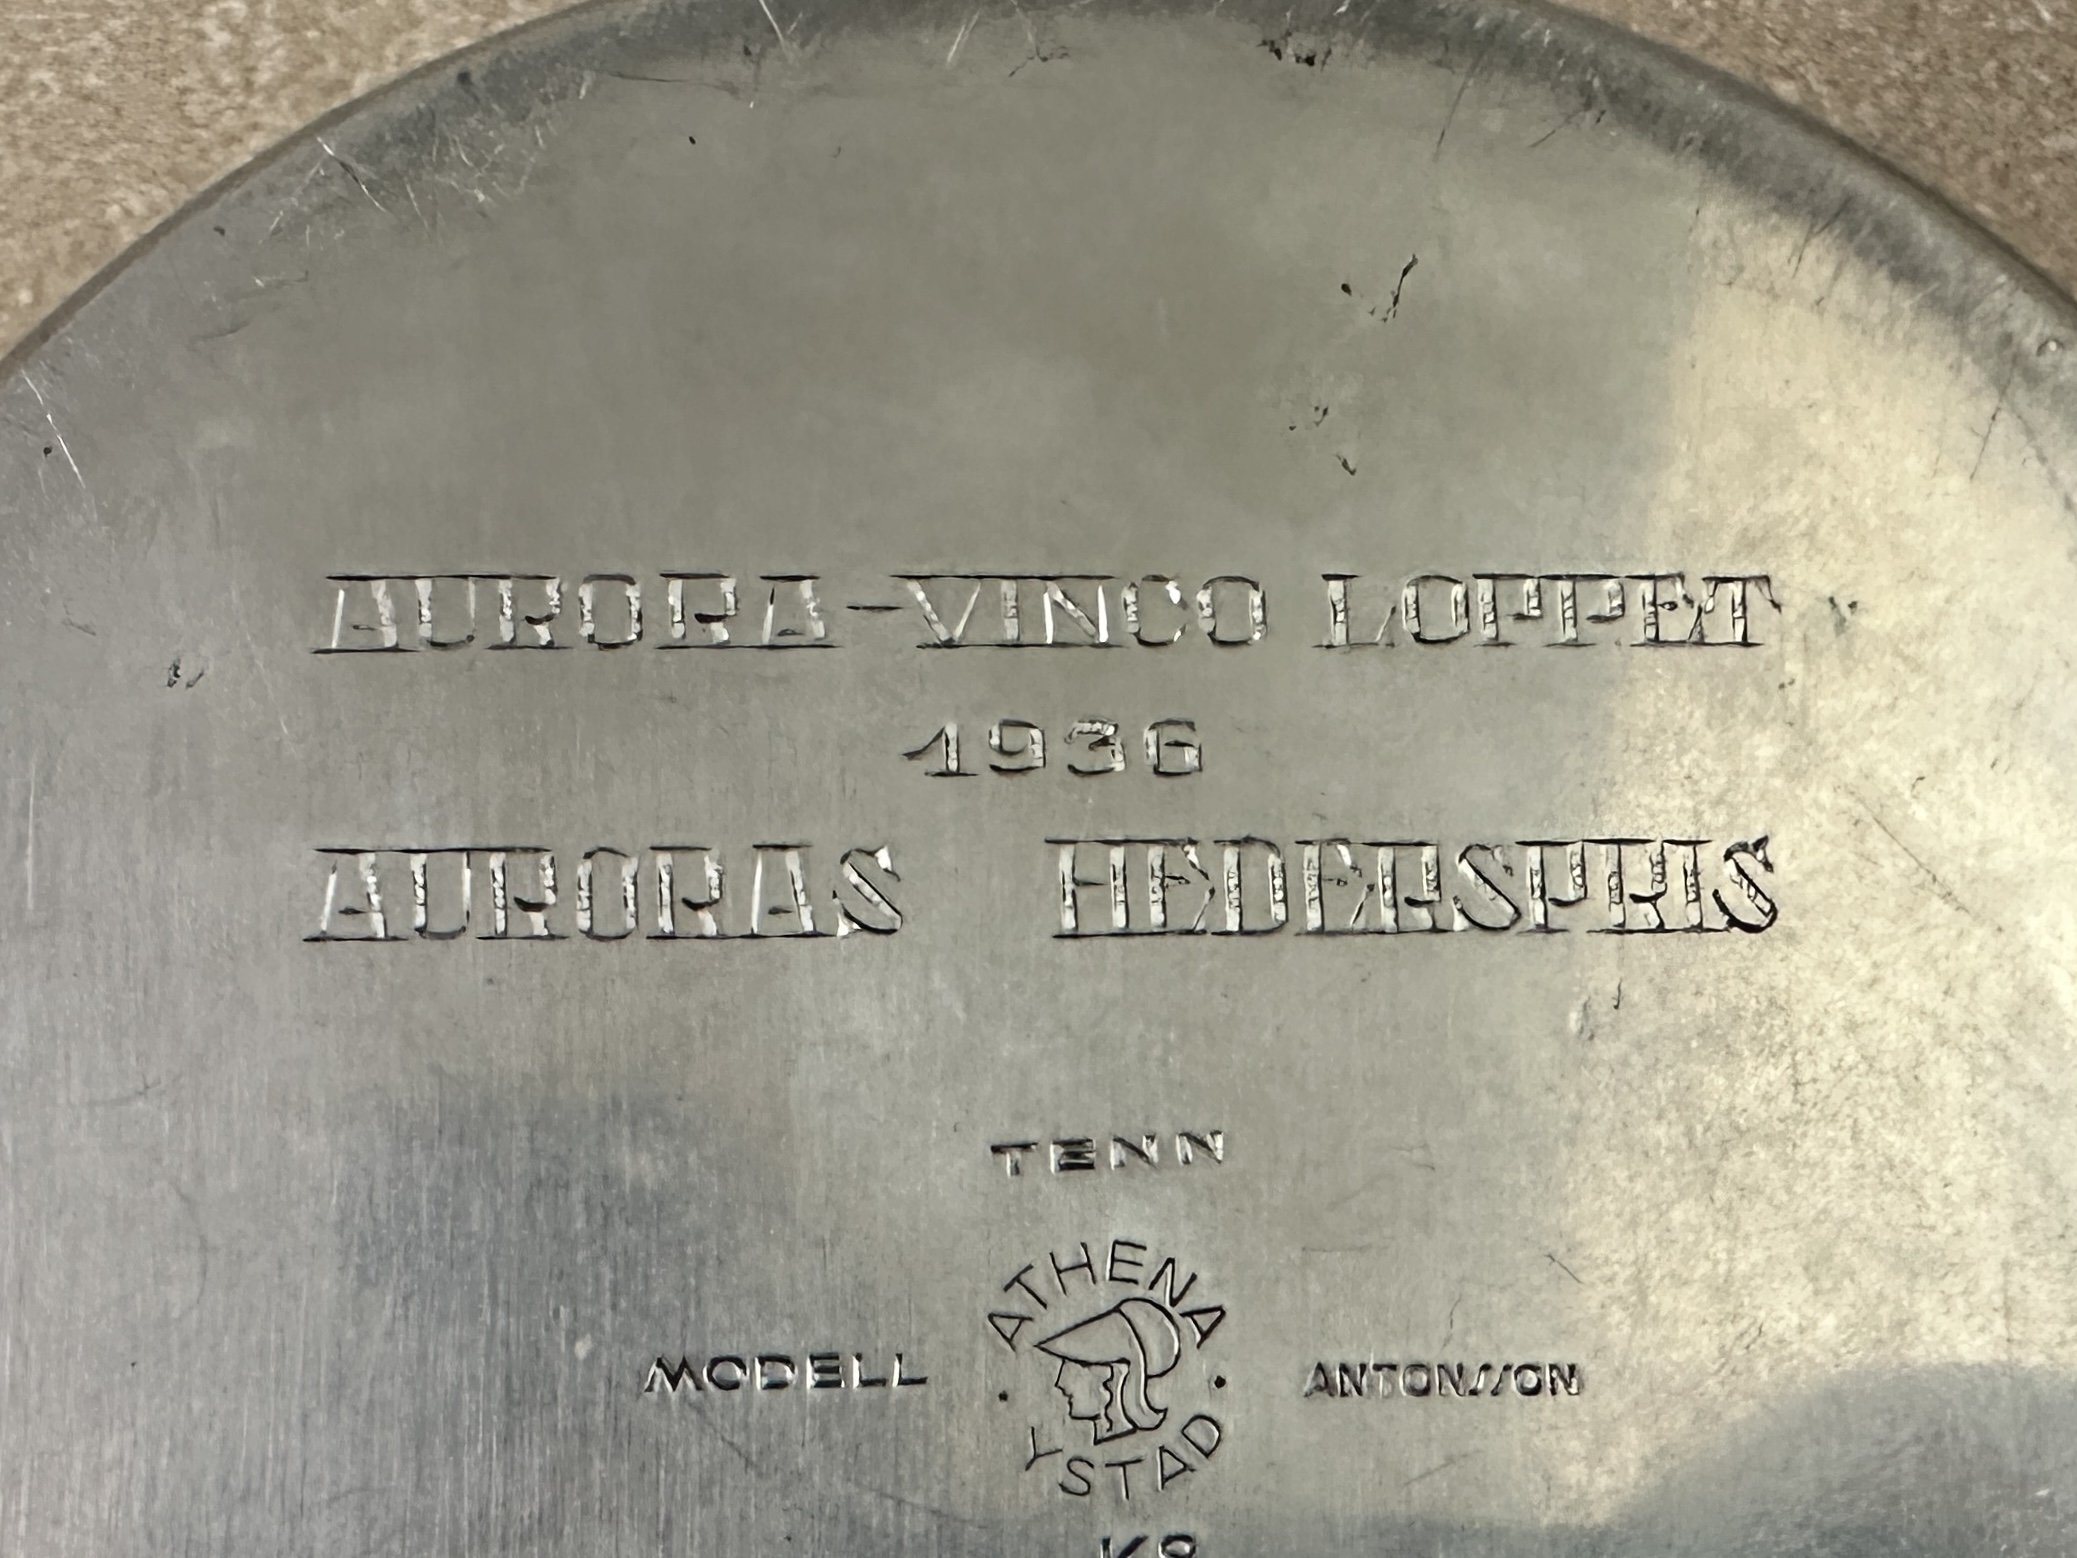 AURORA-VINCO LOPPET
1936
AURORAS HEDERSPRIS
TENN
ATHENA
MODELL
ANTONSSON
YSTAD